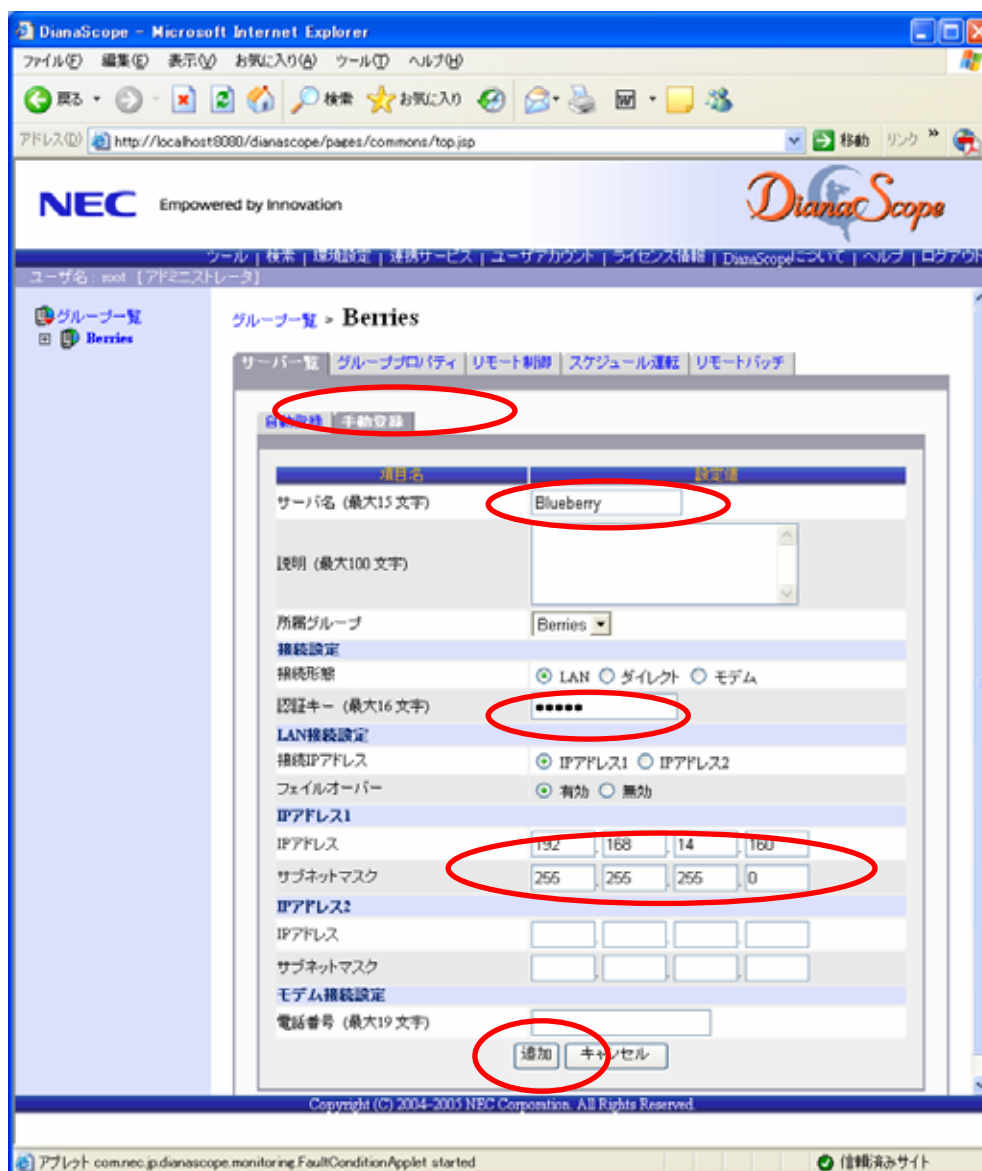 DianaScope - Microsoft Internet Explorer
ファイル(F) 編集(E) 表示(V) お気に入り(A) ツール(T) ヘルプ(H)
戻る 検索 お気に入り
アドレス(D) http://localhost:8080/dianascope/pages/commons/top.jsp 移動 リンク »
NEC Empowered by Innovation DianaScope
ツール | 検索 | 環境設定 | 連携サービス | ユーザアカウント | ライセンス情報 | DianaScopeについて | ヘルプ | ログアウト
ユーザ名 : root [アドミニストレータ]
グループ一覧
Berries
グループ一覧 > Berries
サーバ一覧 グループプロパティ リモート制御 スケジュール運転 リモートバッチ
自動登録 手動登録
項目名 設定値
サーバ名 (最大15文字) Blueberry
説明 (最大100文字)
所属グループ Berries
接続設定
接続形態 LAN ダイレクト モデム
認証キー (最大16文字) •••••
LAN接続設定
接続IPアドレス IPアドレス1 IPアドレス2
フェイルオーバー 有効 無効
IPアドレス1
IPアドレス 192 . 168 . 14 . 160
サブネットマスク 255 . 255 . 255 . 0
IPアドレス2
IPアドレス . . .
サブネットマスク . . .
モデム接続設定
電話番号 (最大19文字)
追加 キャンセル
Copyright (C) 2004-2005 NEC Corporation. All Rights Reserved.
アプレット com.nec.jp.dianascope.monitoring.FaultConditionApplet started 信頼済みサイト